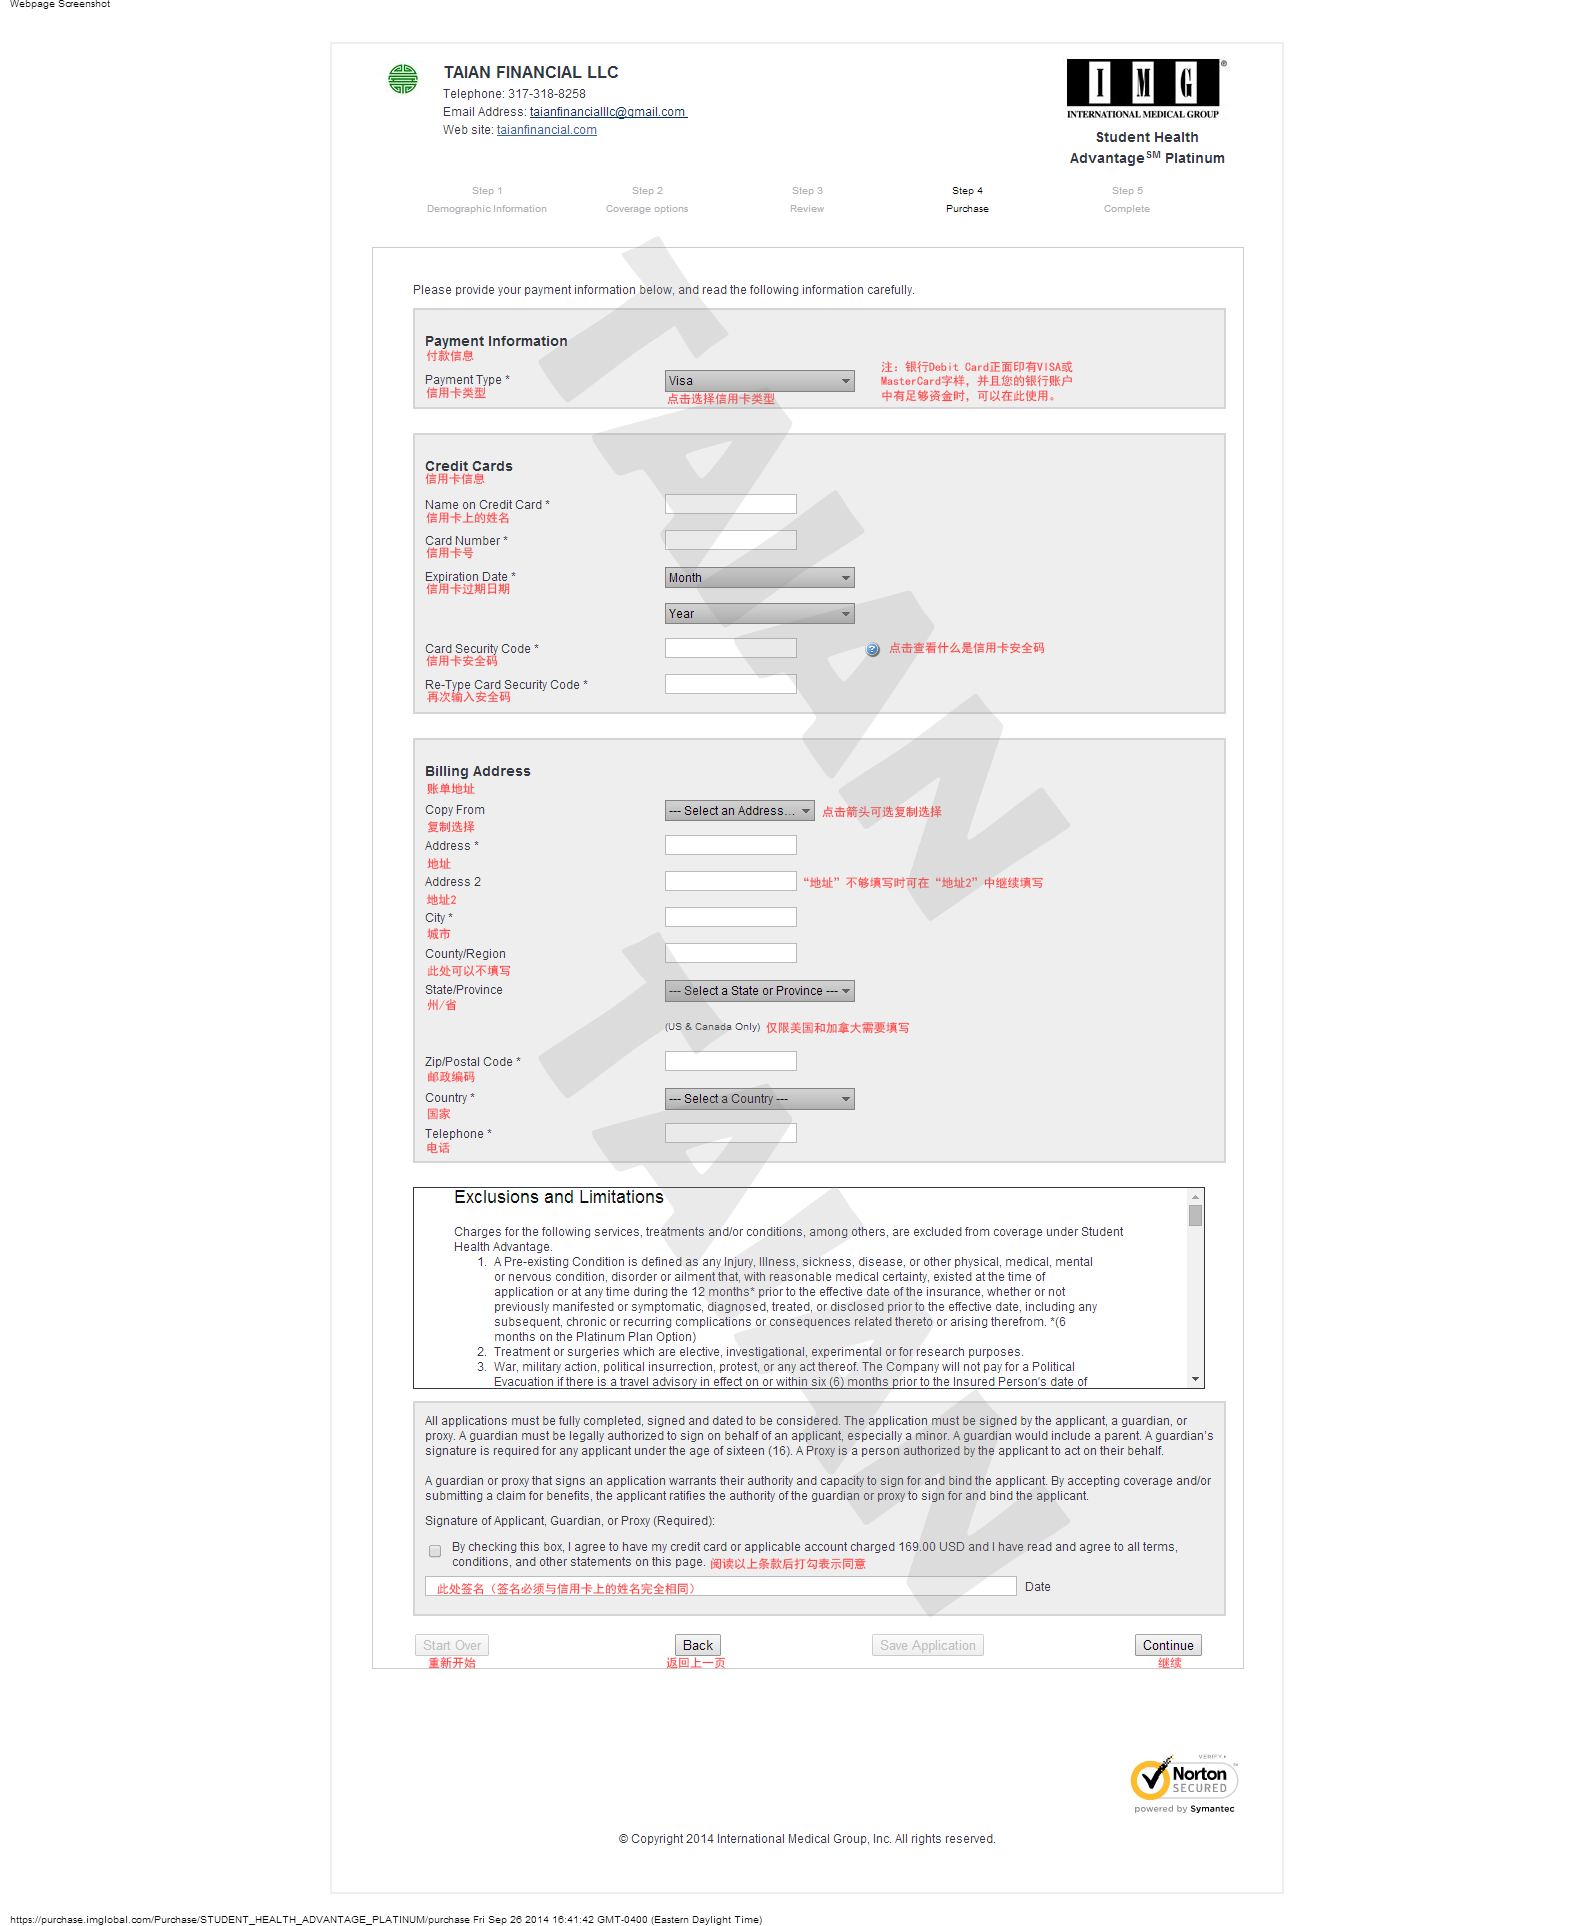 Webpage Screenshot
TAIAN FINANCIAL LLC
Telephone: 317-318-8258
Email Address: taianfinancialllc@gmail.com
Web site: taianfinancial.com
IMG®
INTERNATIONAL MEDICAL GROUP
Student Health
Advantage℠ Platinum
Step 1
Demographic Information
Step 2
Coverage options
Step 3
Review
Step 4
Purchase
Step 5
Complete
Please provide your payment information below, and read the following information carefully.
Payment Information
付款信息
Payment Type *
信用卡类型
Visa
点击选择信用卡类型
注：银行Debit Card正面印有VISA或
MasterCard字样，并且您的银行账户
中有足够资金时，可以在此使用。
Credit Cards
信用卡信息
Name on Credit Card *
信用卡上的姓名
Card Number *
信用卡号
Expiration Date *
信用卡过期日期
Month
Year
Card Security Code *
信用卡安全码
点击查看什么是信用卡安全码
Re-Type Card Security Code *
再次输入安全码
Billing Address
账单地址
Copy From
复制选择
--- Select an Address...
点击箭头可选复制选择
Address *
地址
Address 2
地址2
“地址”不够填写时可在“地址2”中继续填写
City *
城市
County/Region
此处可以不填写
State/Province
州/省
--- Select a State or Province ---
(US & Canada Only) 仅限美国和加拿大需要填写
Zip/Postal Code *
邮政编码
Country *
国家
--- Select a Country ---
Telephone *
电话
Exclusions and Limitations
Charges for the following services, treatments and/or conditions, among others, are excluded from coverage under Student
Health Advantage.
1. A Pre-existing Condition is defined as any Injury, Illness, sickness, disease, or other physical, medical, mental
or nervous condition, disorder or ailment that, with reasonable medical certainty, existed at the time of
application or at any time during the 12 months* prior to the effective date of the insurance, whether or not
previously manifested or symptomatic, diagnosed, treated, or disclosed prior to the effective date, including any
subsequent, chronic or recurring complications or consequences related thereto or arising therefrom. *(6
months on the Platinum Plan Option)
2. Treatment or surgeries which are elective, investigational, experimental or for research purposes.
3. War, military action, political insurrection, protest, or any act thereof. The Company will not pay for a Political
Evacuation if there is a travel advisory in effect on or within six (6) months prior to the Insured Person's date of
All applications must be fully completed, signed and dated to be considered. The application must be signed by the applicant, a guardian, or
proxy. A guardian must be legally authorized to sign on behalf of an applicant, especially a minor. A guardian would include a parent. A guardian's
signature is required for any applicant under the age of sixteen (16). A Proxy is a person authorized by the applicant to act on their behalf.
A guardian or proxy that signs an application warrants their authority and capacity to sign for and bind the applicant. By accepting coverage and/or
submitting a claim for benefits, the applicant ratifies the authority of the guardian or proxy to sign for and bind the applicant.
Signature of Applicant, Guardian, or Proxy (Required):
By checking this box, I agree to have my credit card or applicable account charged 169.00 USD and I have read and agree to all terms,
conditions, and other statements on this page. 阅读以上条款后打勾表示同意
此处签名（签名必须与信用卡上的姓名完全相同）
Date
Start Over
重新开始
Back
返回上一页
Save Application
Continue
继续
TAIAN
TAIAN
VERIFY
Norton
SECURED
powered by Symantec
© Copyright 2014 International Medical Group, Inc. All rights reserved.
https://purchase.imglobal.com/Purchase/STUDENT_HEALTH_ADVANTAGE_PLATINUM/purchase Fri Sep 26 2014 16:41:42 GMT-0400 (Eastern Daylight Time)